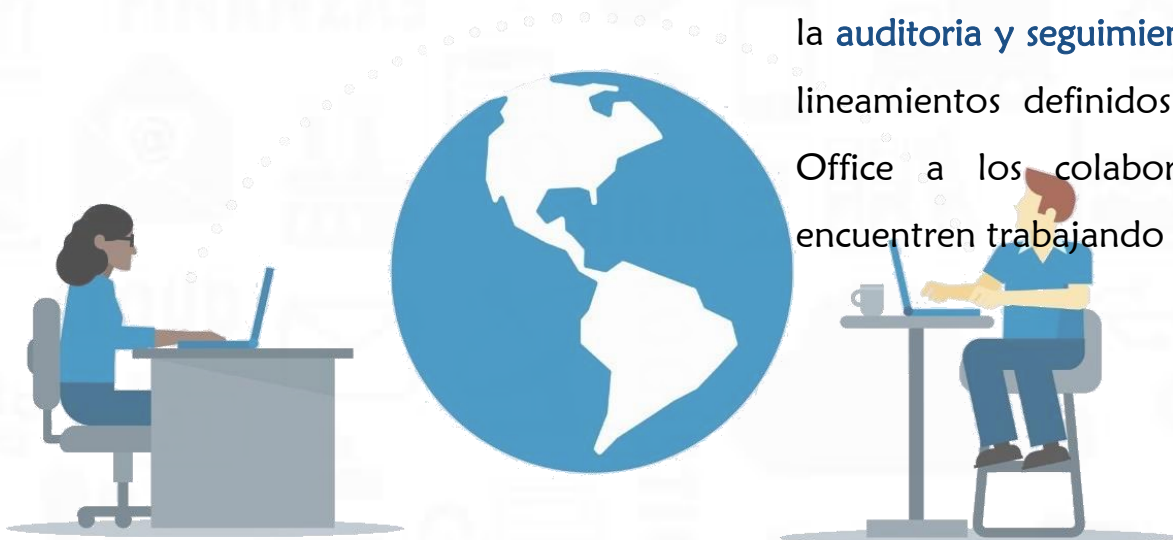 la auditoria y seguimien
lineamientos definidos
Office a los colabor
encuentren trabajando